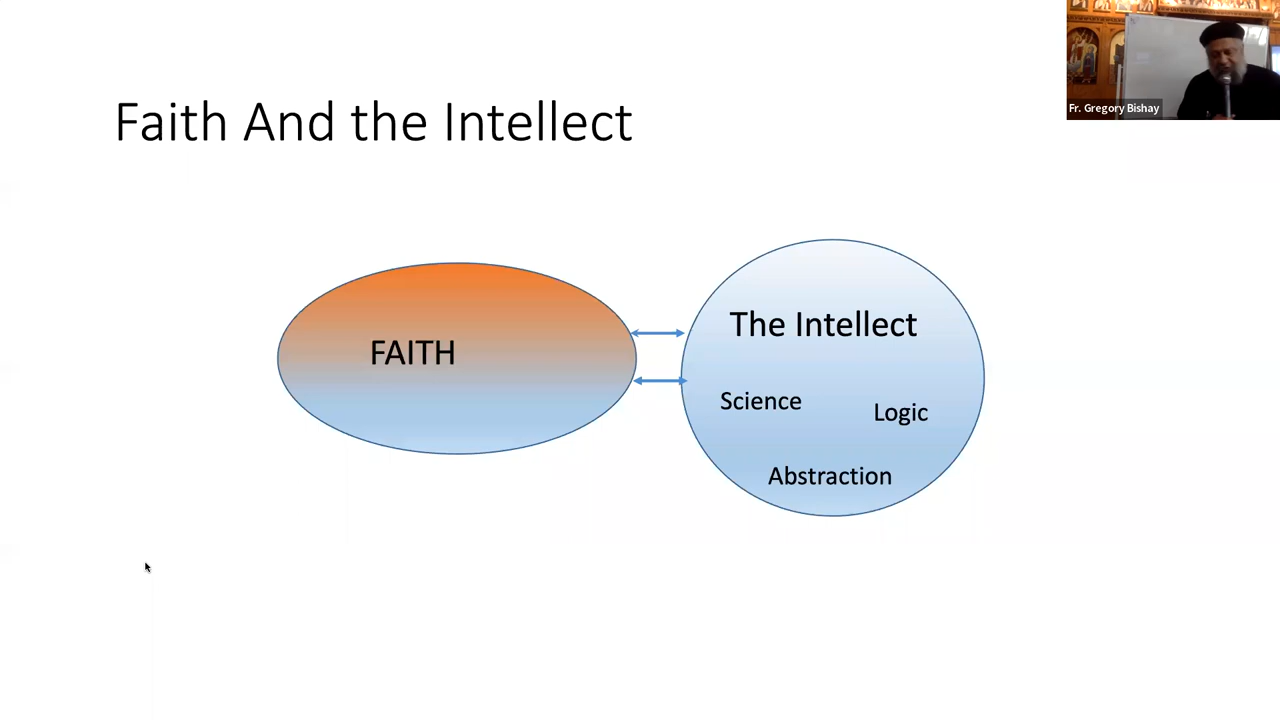 Faith And the Intellect
Fr. Gregory Bishay
FAITH
The Intellect
Science
Logic
Abstraction